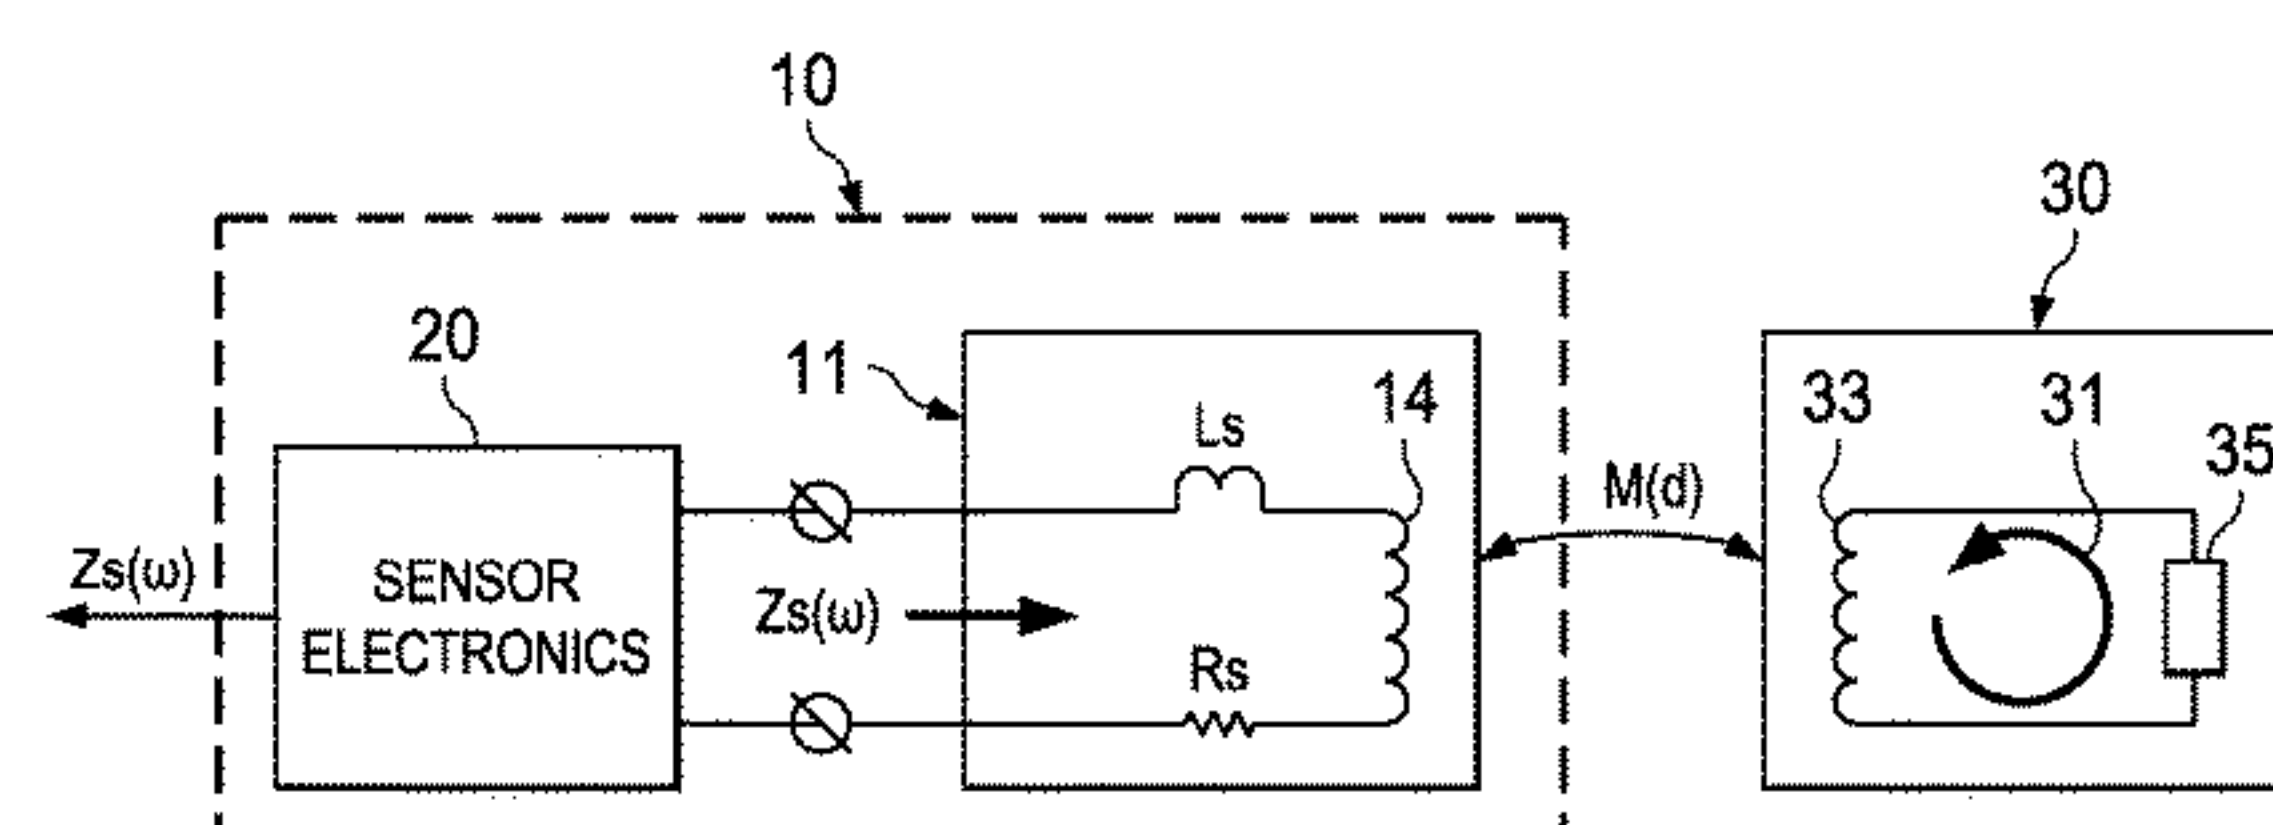 10
30
20
11
Ls
14
33
31
35
M(d)
Zs(ω)
SENSOR
ELECTRONICS
Zs(ω)
Rs